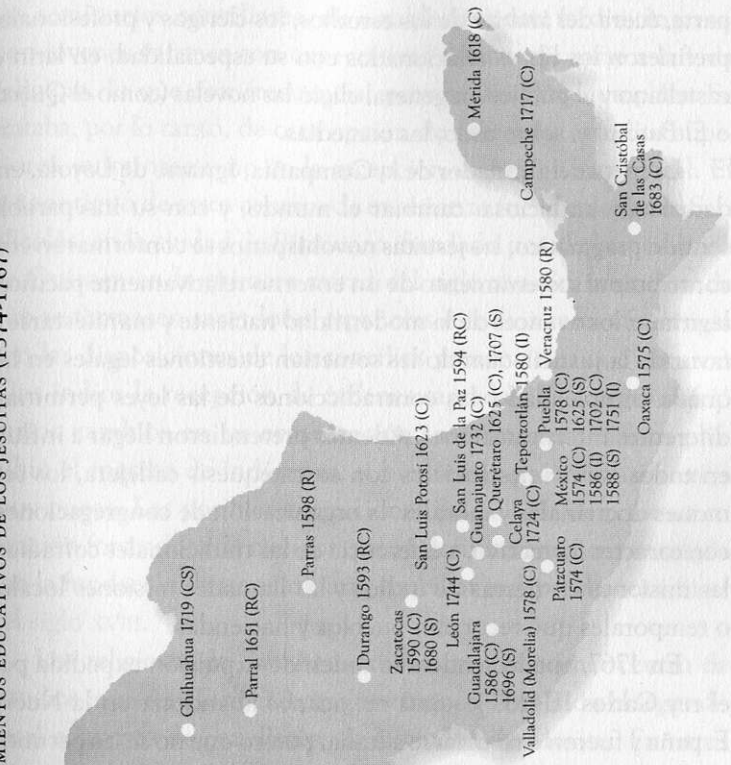 MIENTOS EDUCATIVOS DE LOS JESUITAS (1574-1767)
Chihuahua 1719 (CS)
Parral 1651 (RC)
Parras 1598 (R)
Durango 1593 (RC)
Zacatecas
1590 (C)
1680 (S)
San Luis Potosí 1623 (C)
León 1744 (C)
San Luis de la Paz 1594 (RC)
Guanajuato 1732 (C)
Guadalajara
1586 (C)
1696 (S)
Querétaro 1625 (C), 1707 (S)
Celaya
1724 (C)
Tepotzotlán 1580 (I)
Valladolid (Morelia) 1578 (C)
Veracruz 1580 (R)
Pátzcuaro
1574 (C)
México
1574 (C)
1586 (I)
1588 (S)
Puebla
1578 (C)
1625 (S)
1702 (C)
1751 (I)
Oaxaca 1575 (C)
Mérida 1618 (C)
Campeche 1717 (C)
San Cristóbal
de las Casas
1683 (C)